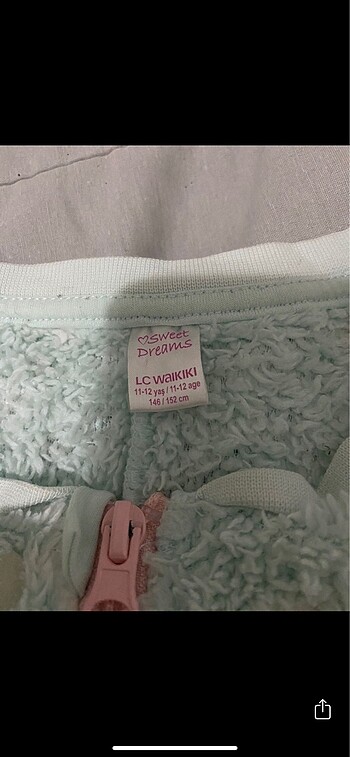 ♡sweet
Dreams
LC WAIKIKI
11-12 yaş / 11-12 age
146 / 152 cm